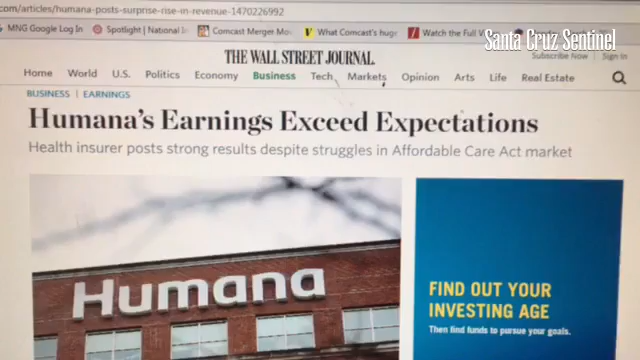 com/articles/humana-posts-surprise-rise-in-revenue-1470226992
MNG Google Log In
Spotlight | National In
Comcast Merger Mo
What Comcast's huge
Watch the Full
Santa Cruz Sentinel
THE WALL STREET JOURNAL.
Subscribe Now | Sign In
Home World U.S. Politics Economy Business Tech Markets Opinion Arts Life Real Estate
BUSINESS | EARNINGS
Humana's Earnings Exceed Expectations
Health insurer posts strong results despite struggles in Affordable Care Act market
Humana
FIND OUT YOUR
INVESTING AGE
Then find funds to pursue your goals.